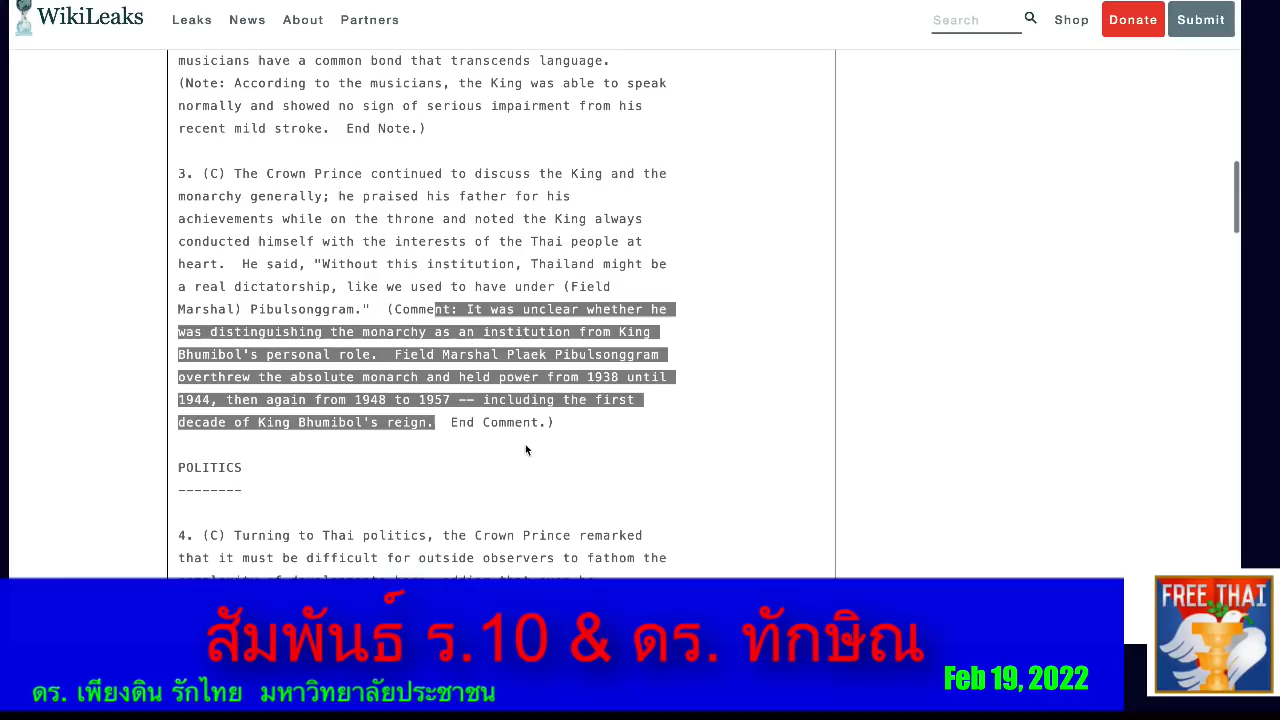 WikiLeaks
Leaks News About Partners
Search Shop Donate Submit
musicians have a common bond that transcends language.
(Note: According to the musicians, the King was able to speak
normally and showed no sign of serious impairment from his
recent mild stroke.  End Note.)
3. (C) The Crown Prince continued to discuss the King and the
monarchy generally; he praised his father for his
achievements while on the throne and noted the King always
conducted himself with the interests of the Thai people at
heart.  He said, "Without this institution, Thailand might be
a real dictatorship, like we used to have under (Field
Marshal) Pibulsonggram."  (Comment: It was unclear whether he
was distinguishing the monarchy as an institution from King
Bhumibol's personal role.  Field Marshal Plaek Pibulsonggram
overthrew the absolute monarch and held power from 1938 until
1944, then again from 1948 to 1957 -- including the first
decade of King Bhumibol's reign.  End Comment.)
POLITICS
--------
4. (C) Turning to Thai politics, the Crown Prince remarked
that it must be difficult for outside observers to fathom the
สัมพันธ์ ร.10 & ดร. ทักษิณ
ดร. เพียงดิน รักไทย มหาวิทยาลัยประชาชน
Feb 19, 2022
FREE THAI